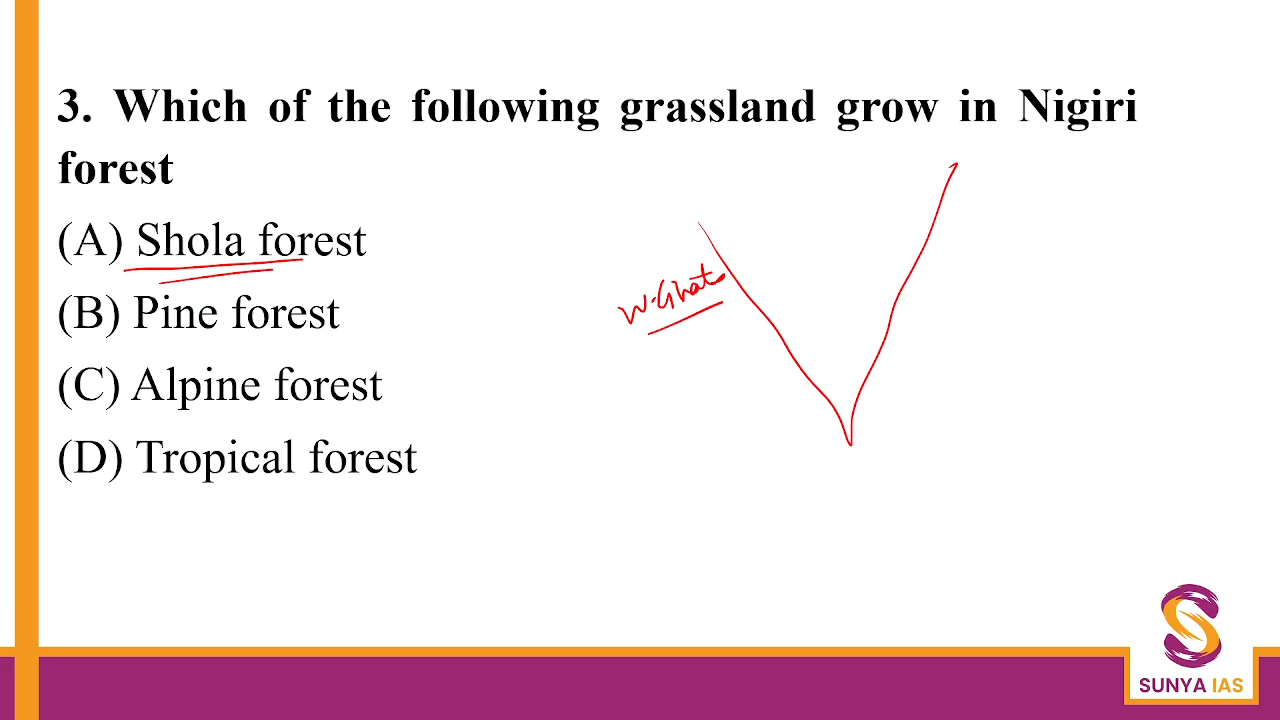 3. Which of the following grassland grow in Nigiri
forest
(A) Shola forest
(B) Pine forest
(C) Alpine forest
(D) Tropical forest
W.Ghats
SUNYA IAS